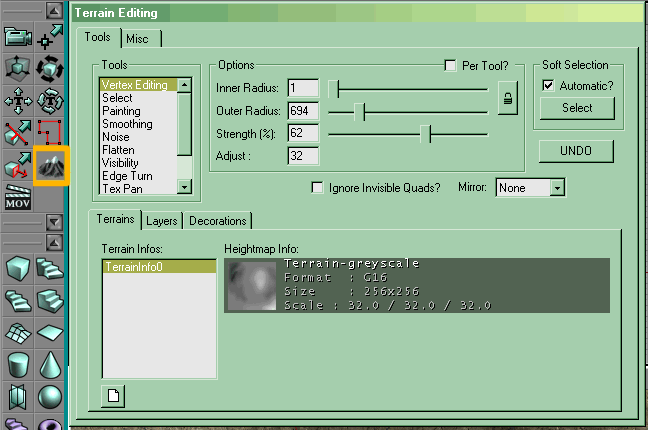 Terrain Editing
Tools
Misc
Tools
Vertex Editing
Select
Painting
Smoothing
Noise
Flatten
Visibility
Edge Turn
Tex Pan
Options
Per Tool?
Inner Radius: 1
Outer Radius: 694
Strength (%): 62
Adjust : 32
Soft Selection
Automatic?
Select
UNDO
Ignore Invisible Quads?
Mirror: None
MOV
Terrains
Layers
Decorations
Terrain Infos:
TerrainInfo0
Heightmap Info:
Terrain-greyscale
Format : G16
Size : 256x256
Scale : 32.0 / 32.0 / 32.0